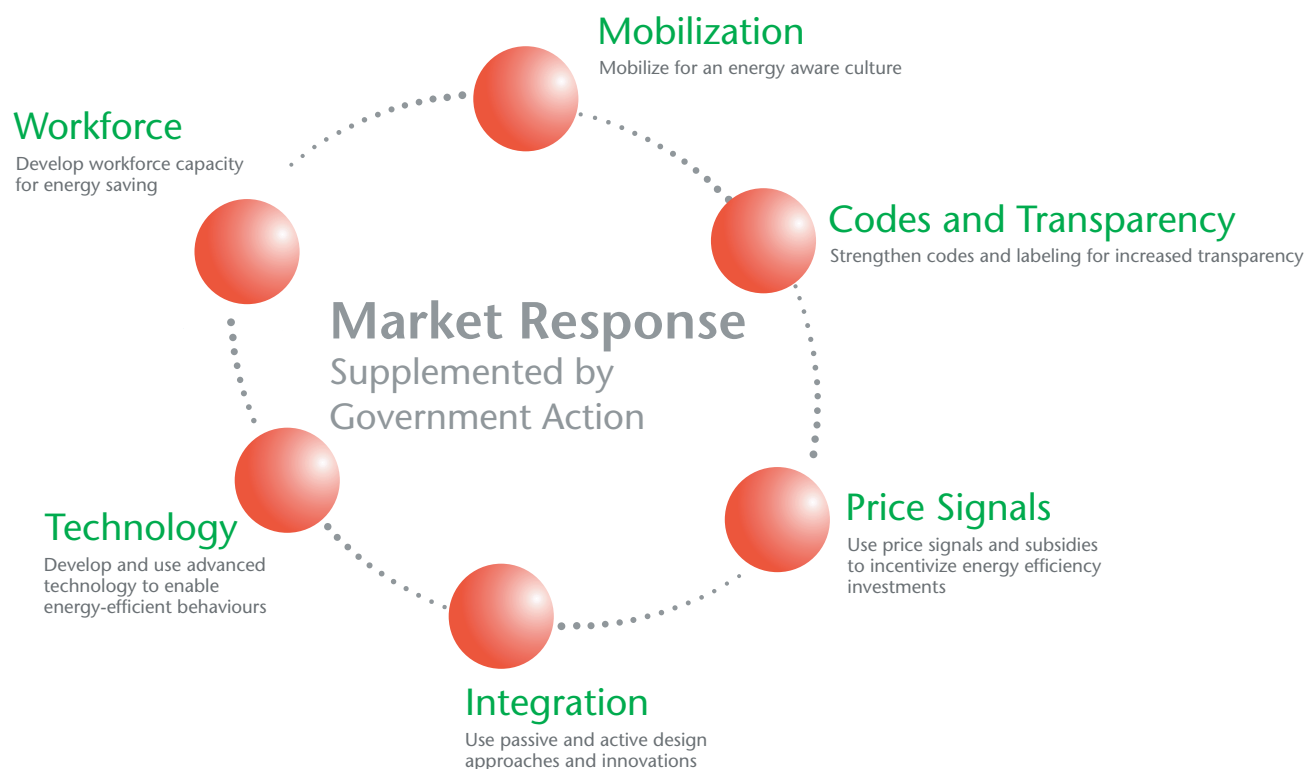 Mobilization
Mobilize for an energy aware culture
Workforce
Develop workforce capacity
for energy saving
Codes and Transparency
Strengthen codes and labeling for increased transparency
Market Response
Supplemented by
Government Action
Price Signals
Use price signals and subsidies
to incentivize energy efficiency
investments
Technology
Develop and use advanced
technology to enable
energy-efficient behaviours
Integration
Use passive and active design
approaches and innovations